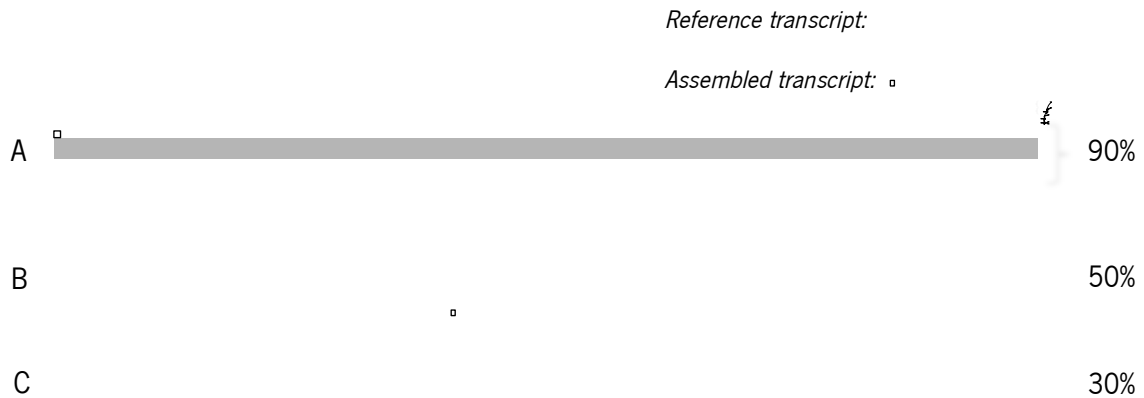 Reference transcript:
Assembled transcript:
A 90%
B 50%
C 30%